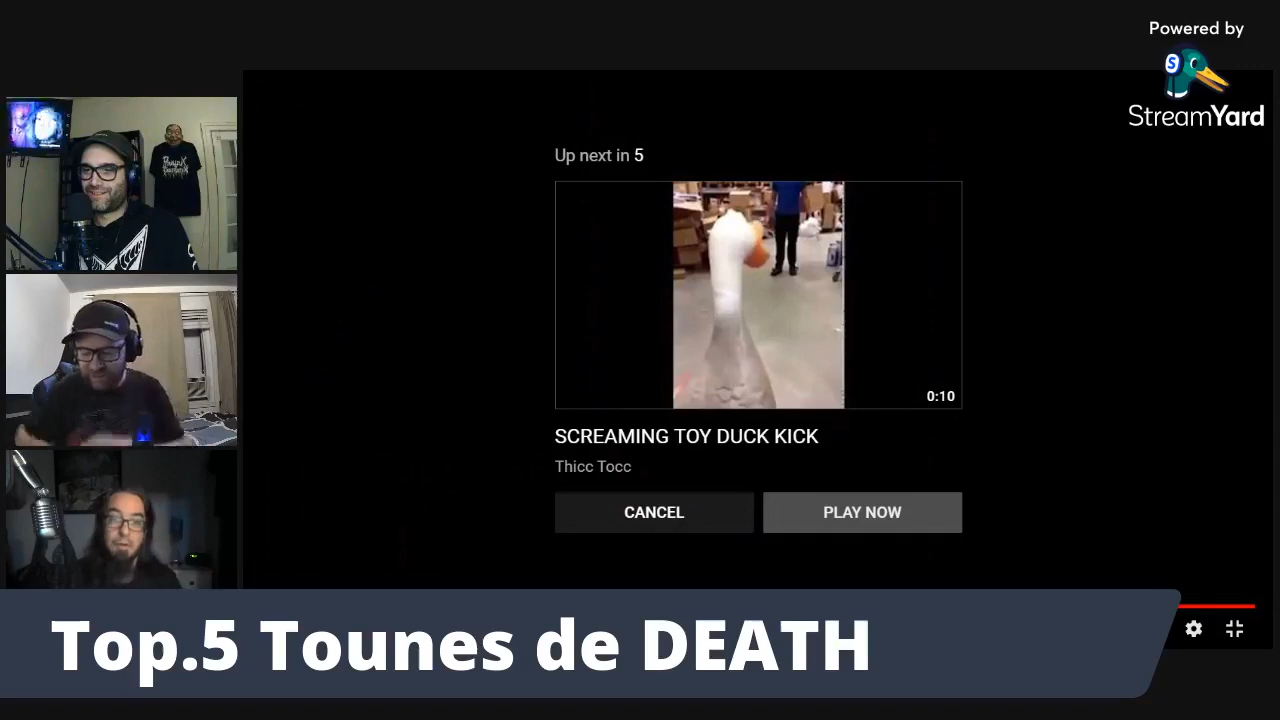 Powered by
S
StreamYard
Up next in 5
0:10
SCREAMING TOY DUCK KICK
Thicc Tocc
CANCEL
PLAY NOW
Top.5 Tounes de DEATH